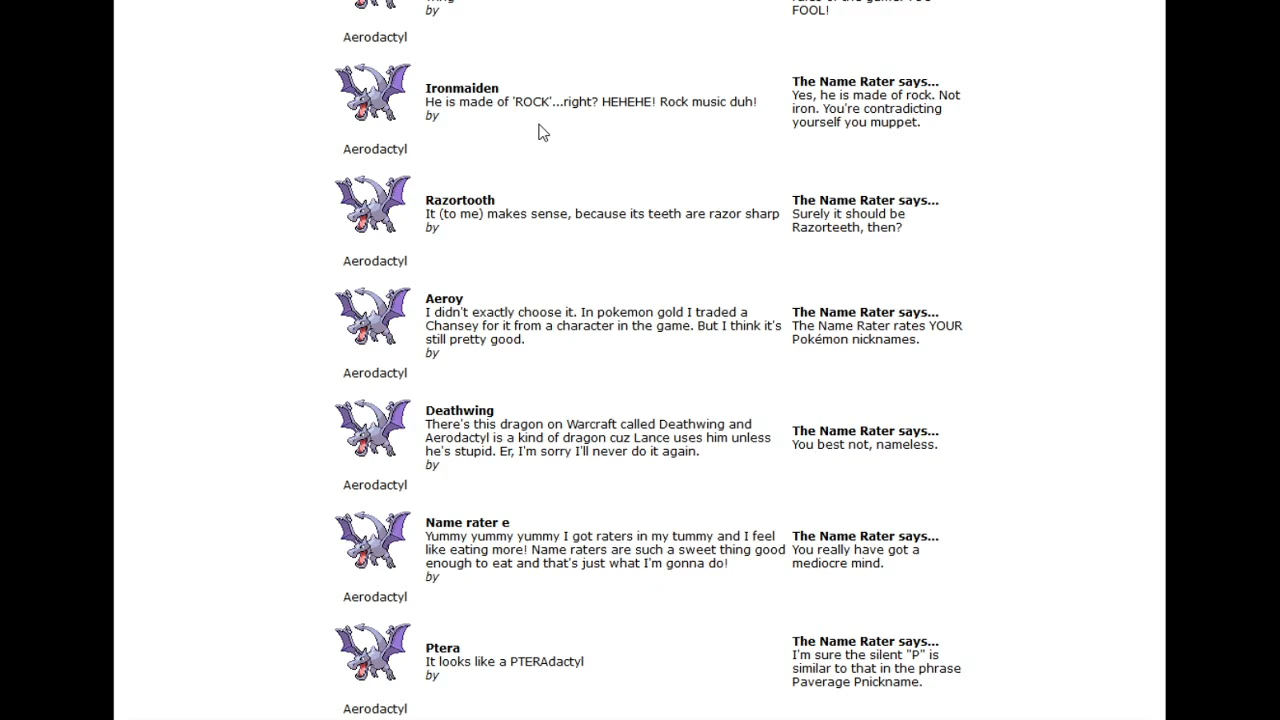 by
FOOL!
Aerodactyl
Ironmaiden
He is made of 'ROCK'...right? HEHEHE! Rock music duh!
by
The Name Rater says...
Yes, he is made of rock. Not
iron. You're contradicting
yourself you muppet.
Aerodactyl
Razortooth
It (to me) makes sense, because its teeth are razor sharp
by
The Name Rater says...
Surely it should be
Razorteeth, then?
Aerodactyl
Aeroy
I didn't exactly choose it. In pokemon gold I traded a
Chansey for it from a character in the game. But I think it's
still pretty good.
by
The Name Rater says...
The Name Rater rates YOUR
Pokémon nicknames.
Aerodactyl
Deathwing
There's this dragon on Warcraft called Deathwing and
Aerodactyl is a kind of dragon cuz Lance uses him unless
he's stupid. Er, I'm sorry I'll never do it again.
by
The Name Rater says...
You best not, nameless.
Aerodactyl
Name rater e
Yummy yummy yummy I got raters in my tummy and I feel
like eating more! Name raters are such a sweet thing good
enough to eat and that's just what I'm gonna do!
by
The Name Rater says...
You really have got a
mediocre mind.
Aerodactyl
Ptera
It looks like a PTERAdactyl
by
The Name Rater says...
I'm sure the silent "P" is
similar to that in the phrase
Paverage Pnickname.
Aerodactyl